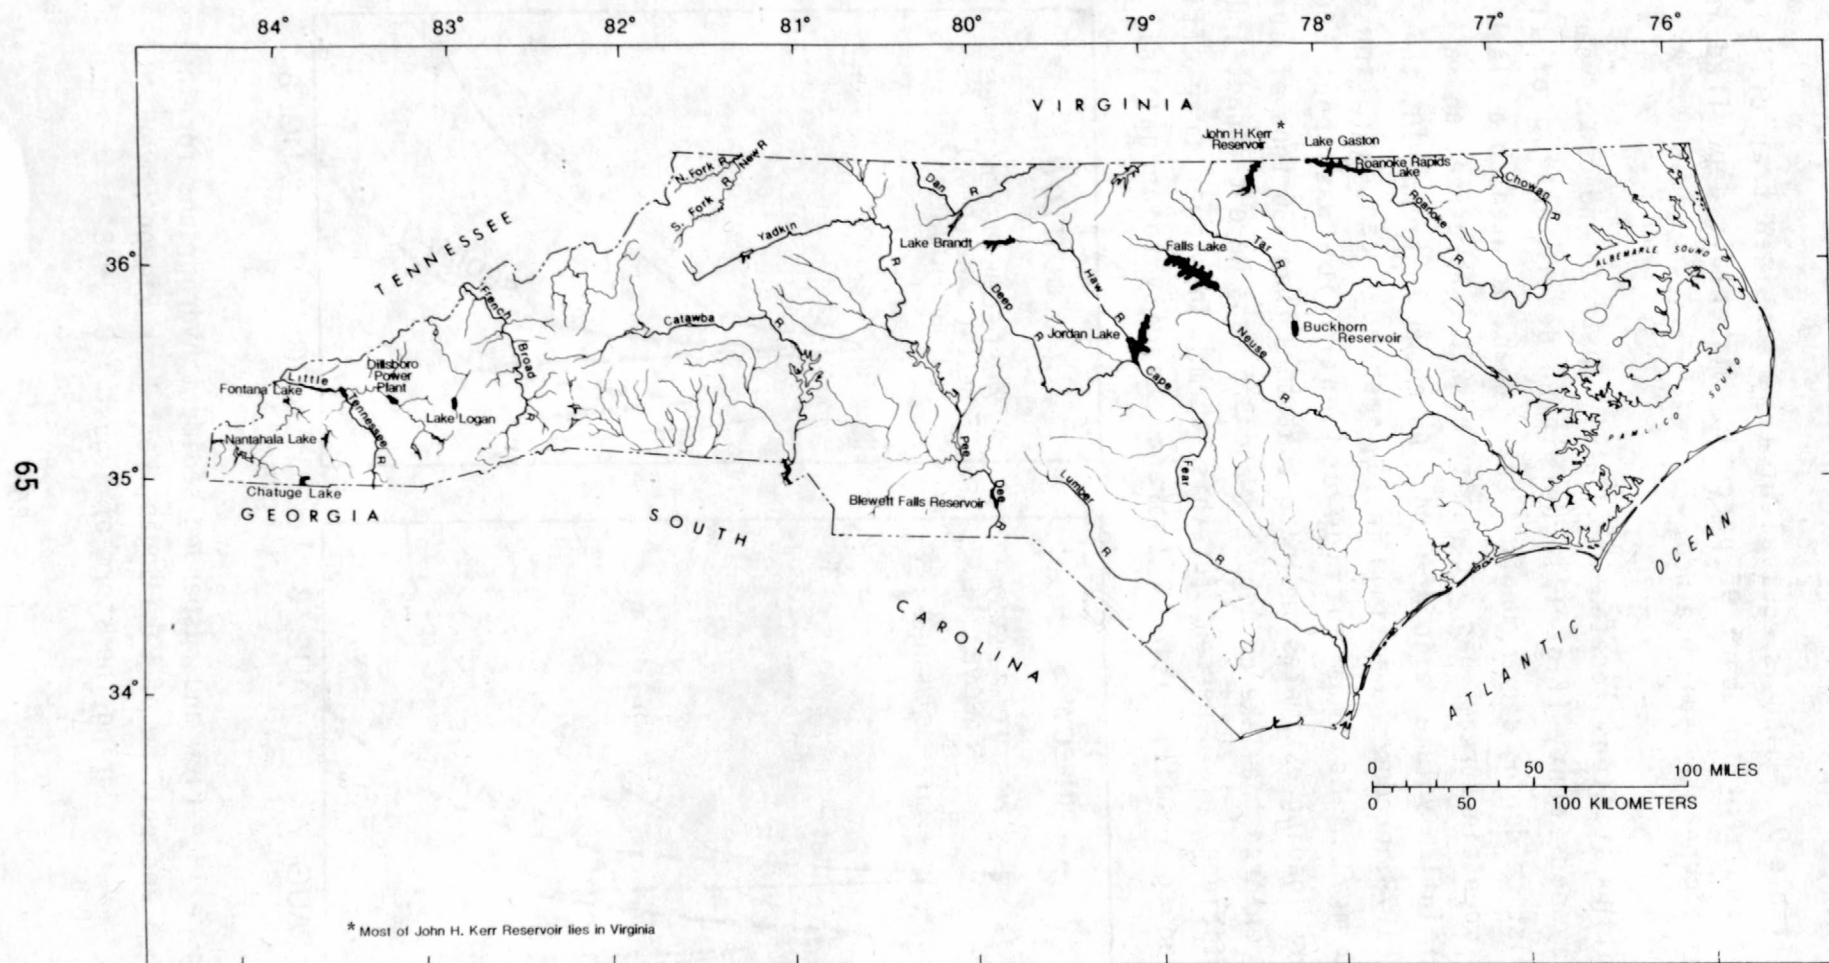 84° 83° 82° 81° 80° 79° 78° 77° 76°
VIRGINIA
John H Kerr *
Reservoir
Lake Gaston
Roanoke Rapids
Lake
N. Fork R
New R
S. Fork R
Dan R
Chowan R
Roanoke R
TENNESSEE
Yadkin R
Lake Brandt
Falls Lake
Tar R
ALBEMARLE SOUND
36°
French Broad R
Catawba R
Deep R
Haw R
Jordan Lake
Neuse R
Buckhorn
Reservoir
Dillsboro
Power
Plant
Little Tennessee R
Fontana Lake
Lake Logan
Cape Fear R
PAMLICO SOUND
Nantahala Lake
35°
Chatuge Lake
GEORGIA
Pee Dee R
Blewett Falls Reservoir
Lumber R
SOUTH CAROLINA
ATLANTIC OCEAN
34°
0 50 100 MILES
0 50 100 KILOMETERS
* Most of John H. Kerr Reservoir lies in Virginia
65